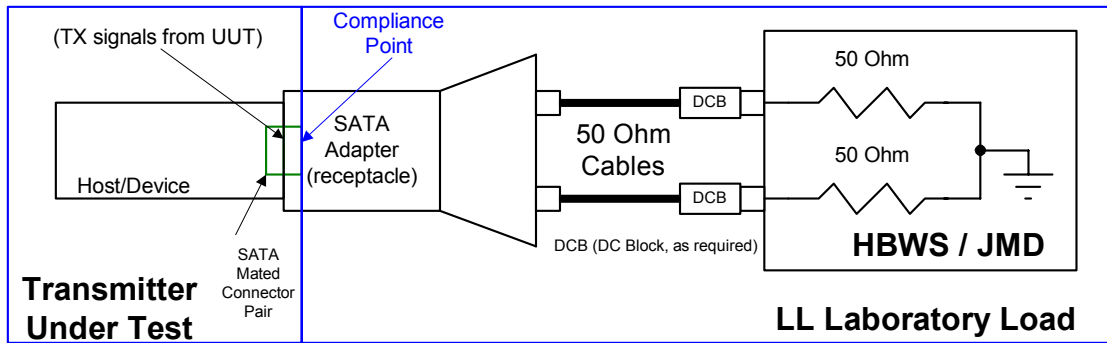 (TX signals from UUT)
Compliance
Point
SATA
Adapter
(receptacle)
Host/Device
SATA
Mated
Connector
Pair
Transmitter
Under Test
50 Ohm
Cables
DCB
DCB
DCB (DC Block, as required)
50 Ohm
50 Ohm
HBWS / JMD
LL Laboratory Load